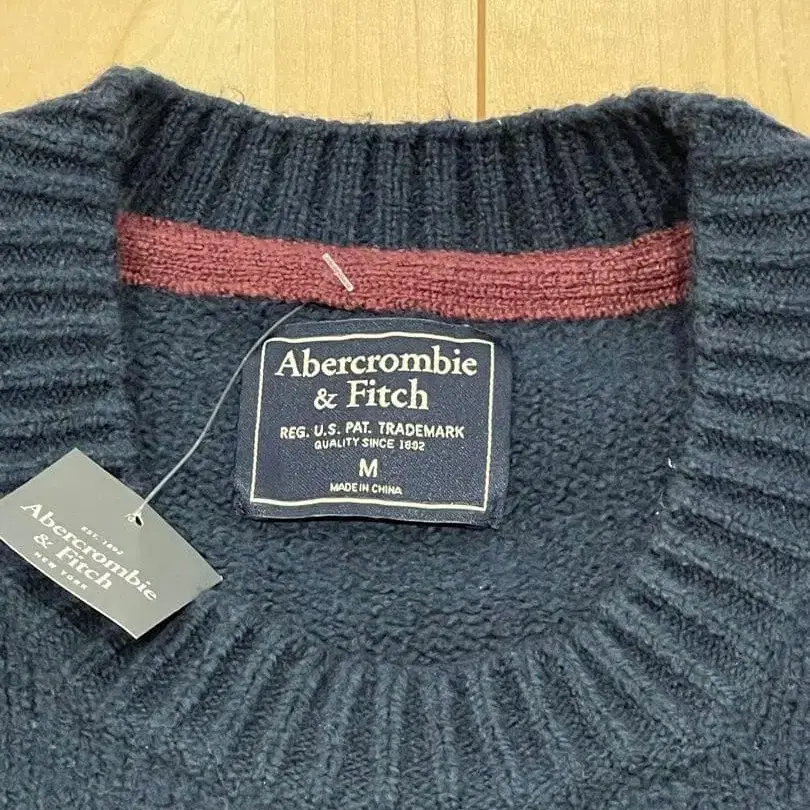 Abercrombie
& Fitch
REG. U.S. PAT. TRADEMARK
QUALITY SINCE 1892
M
MADE IN CHINA
EST. 1892
Abercrombie
& Fitch
NEW YORK